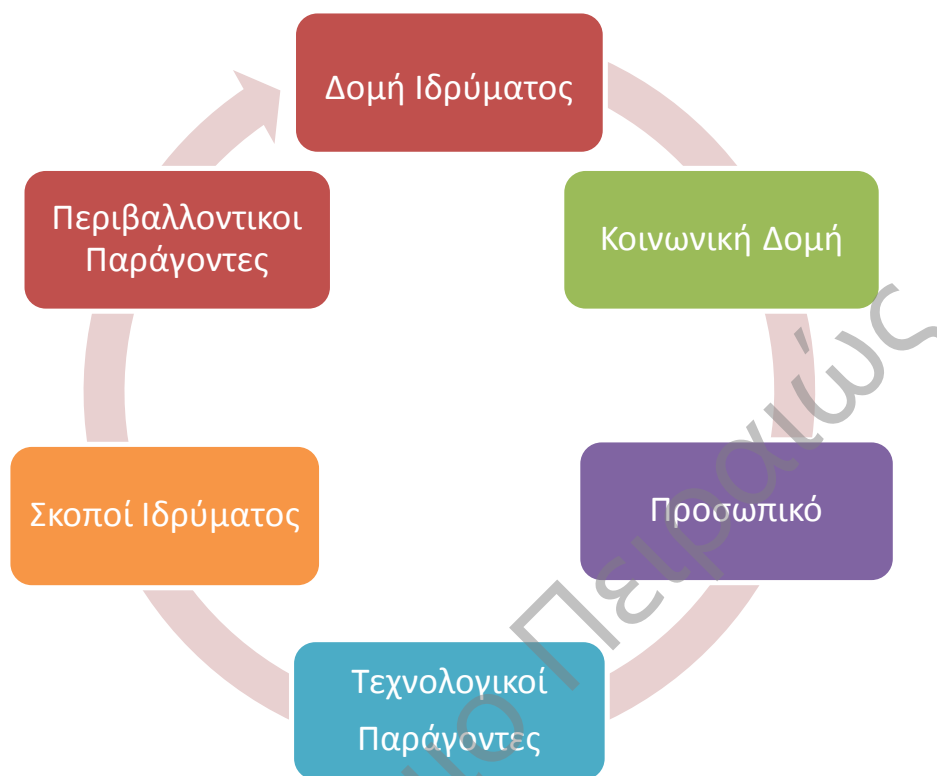 Δομή Ιδρύματος
Κοινωνική Δομή
Προσωπικό
Τεχνολογικοί
Παράγοντες
Σκοποί Ιδρύματος
Περιβαλλοντικοι
Παράγοντες
Πειραιώς